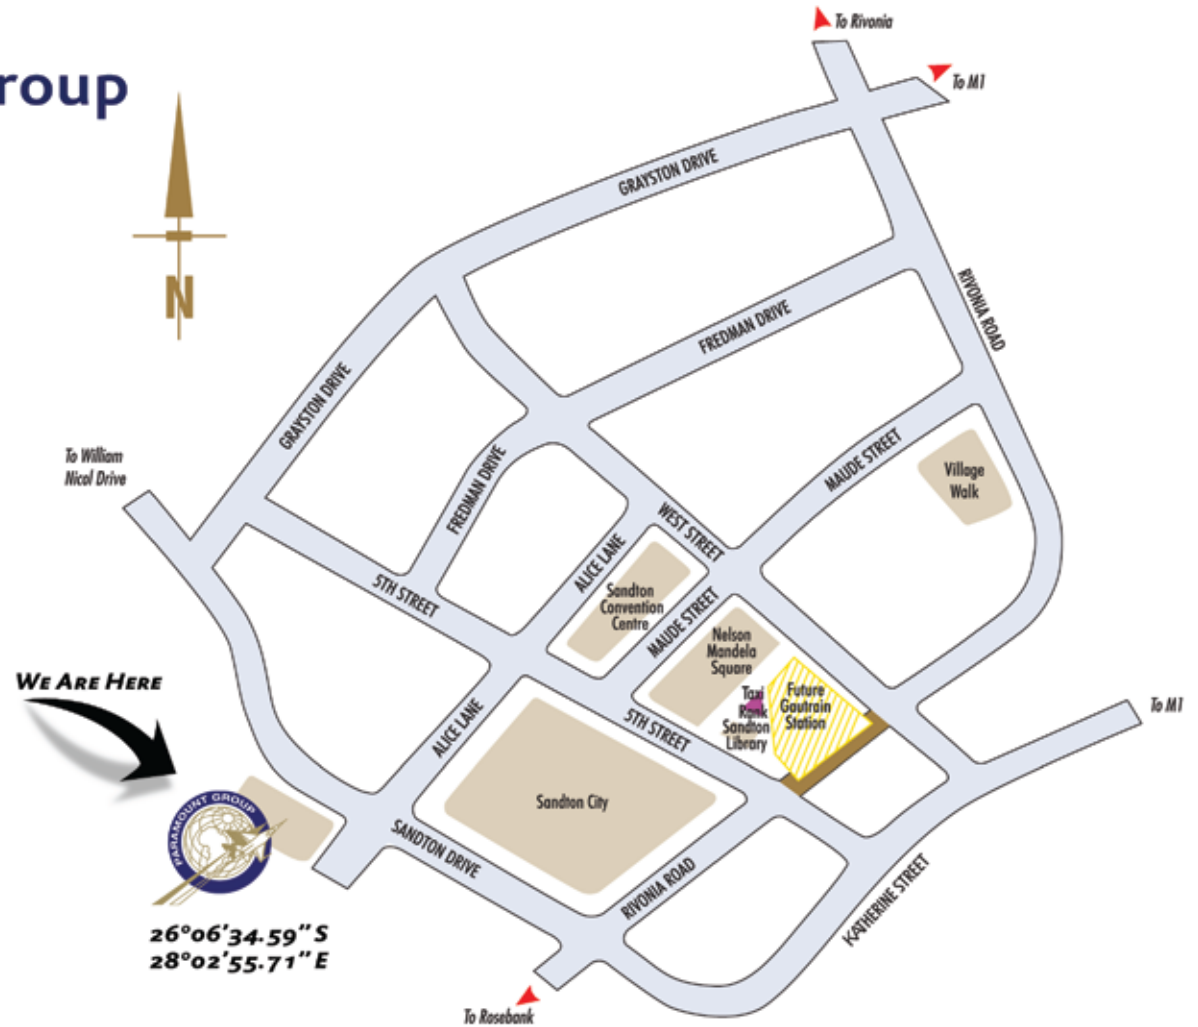 roup
To Rivonia
To M1
GRAYSTON DRIVE
N
RIVONIA ROAD
FREDMAN DRIVE
GRAYSTON DRIVE
To William
Nicol Drive
MAUDE STREET
Village
Walk
FREDMAN DRIVE
WEST STREET
ALICE LANE
5TH STREET
Sandton
Convention
Centre
MAUDE STREET
Nelson
Mandela
Square
WE ARE HERE
Taxi
Rank
Sandton
Library
Future
Gautrain
Station
To M1
ALICE LANE
5TH STREET
Sandton City
PARAMOUNT GROUP
SANDTON DRIVE
RIVONIA ROAD
KATHERINE STREET
26°06'34.59" S
28°02'55.71" E
To Rosebank